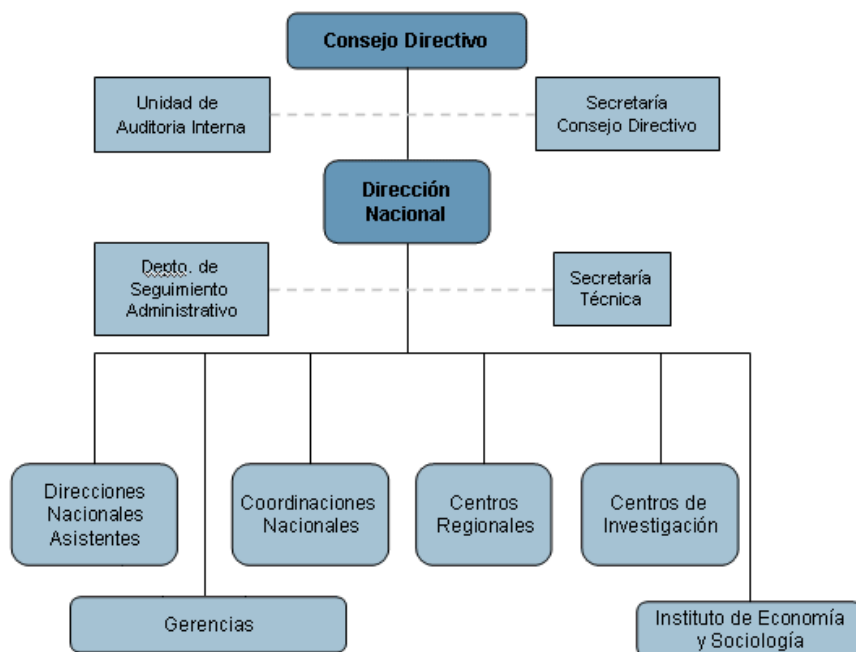 Consejo Directivo
Unidad de
Auditoria Interna
Secretaría
Consejo Directivo
Dirección
Nacional
Depto. de
Seguimiento
Administrativo
Secretaría
Técnica
Direcciones
Nacionales
Asistentes
Coordinaciones
Nacionales
Centros
Regionales
Centros de
Investigación
Gerencias
Instituto de Economía
y Sociología